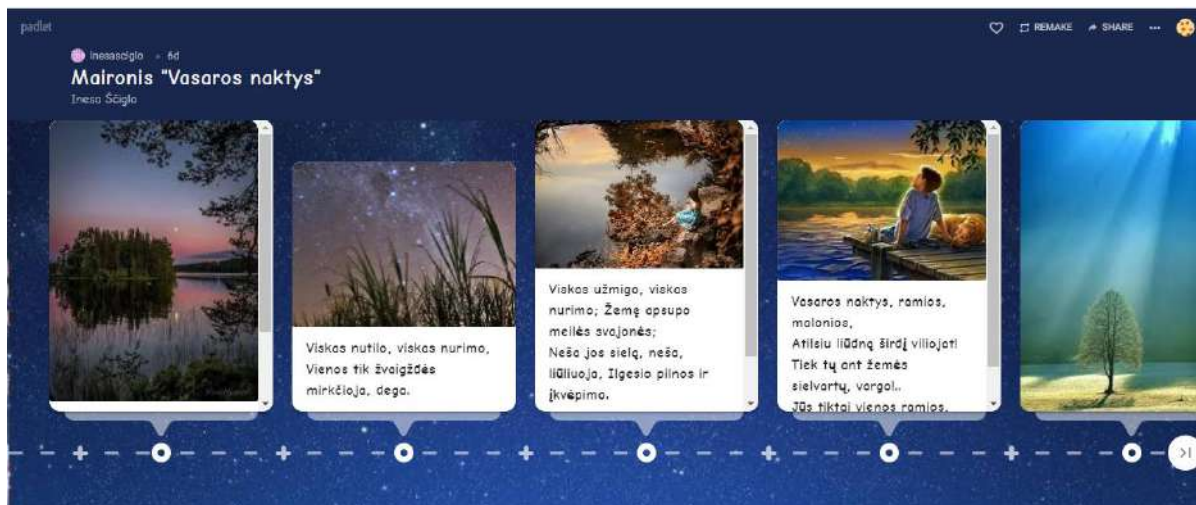 padlet
REMAKE
SHARE
inesasciglo • 6d
Maironis "Vasaros naktys"
Inesa Ščiglo
Viskas nutilo, viskas nurimo,
Vienos tik žvaigždės
mirkčioja, dega.
Viskas užmigo, viskas
nurimo; Žemę apsupo
meilės svajonės;
Neša jos sielą, neša,
liūliuoja, Ilgesio pilnos ir
įkvėpimo.
Vasaros naktys, ramios,
malonios,
Atilsiu liūdną širdį viliojat!
Tiek tų ant žemės
sielvartų, vargo!..
Jūs tiktai vienos ramios,